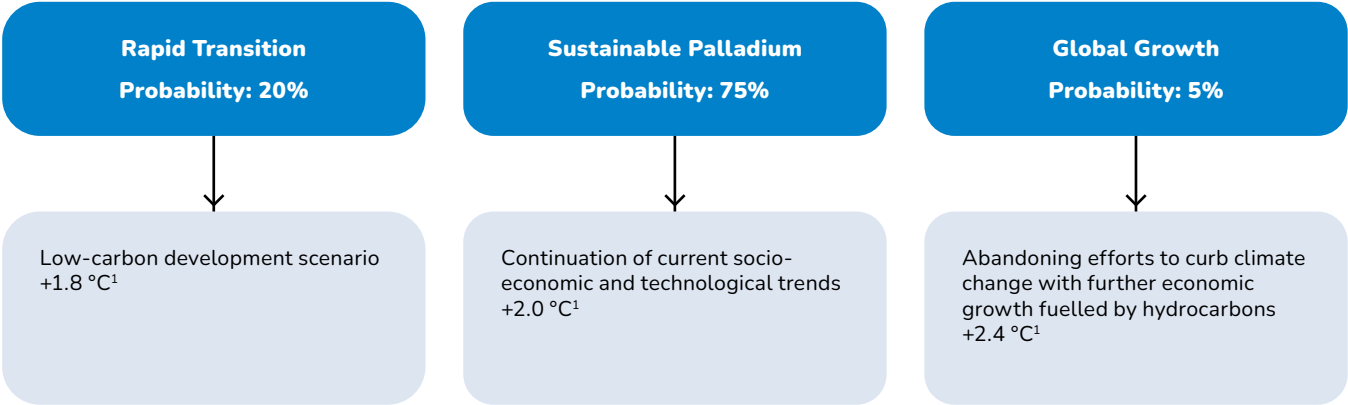 Rapid Transition
Probability: 20%
Low-carbon development scenario
+1.8 °C¹
Sustainable Palladium
Probability: 75%
Continuation of current socio-
economic and technological trends
+2.0 °C¹
Global Growth
Probability: 5%
Abandoning efforts to curb climate
change with further economic
growth fuelled by hydrocarbons
+2.4 °C¹